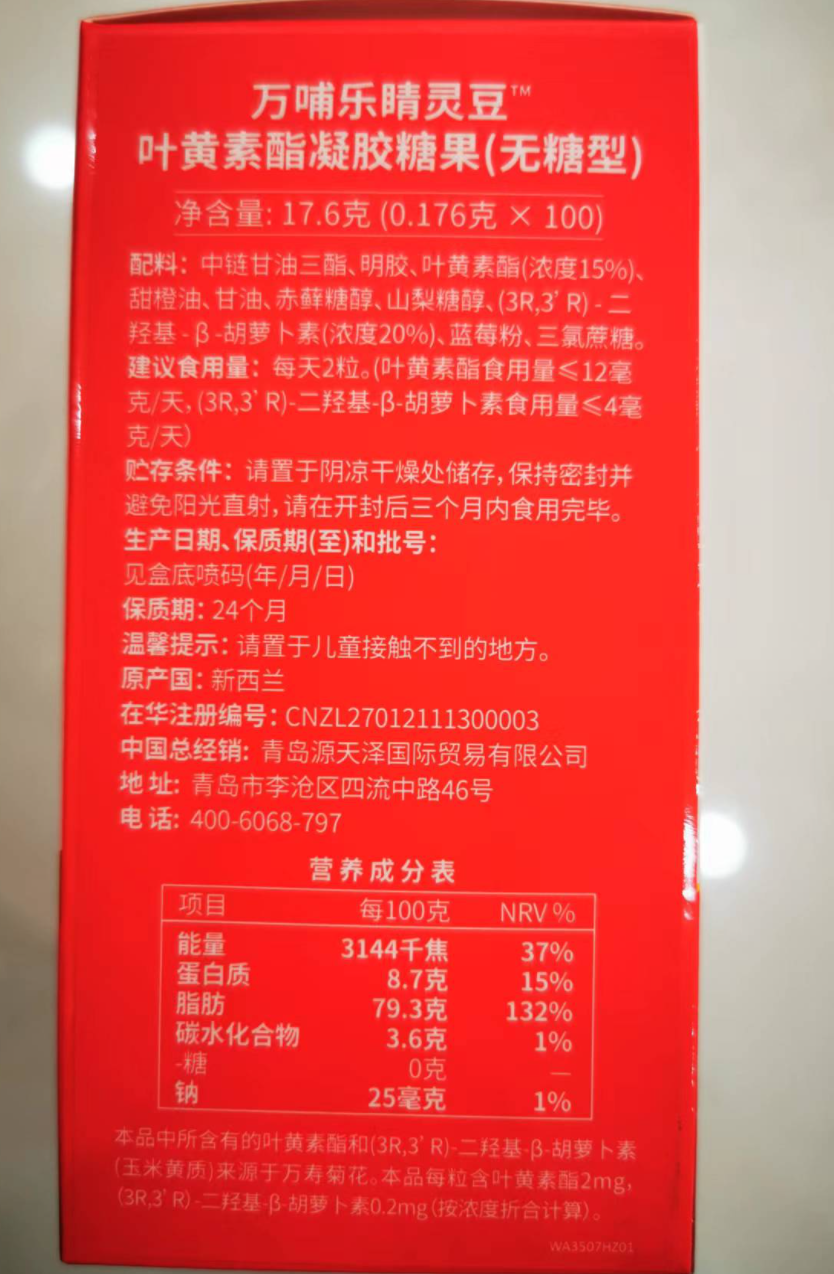 万哺乐睛灵豆™
叶黄素酯凝胶糖果(无糖型)
净含量: 17.6克 (0.176克 × 100)
配料: 中链甘油三酯、明胶、叶黄素酯(浓度15%)、
甜橙油、甘油、赤藓糖醇、山梨糖醇、(3R,3'R)-二
羟基-β-胡萝卜素(浓度20%)、蓝莓粉、三氯蔗糖。
建议食用量: 每天2粒。(叶黄素酯食用量≤12毫
克/天, (3R,3'R)-二羟基-β-胡萝卜素食用量≤4毫
克/天)
贮存条件: 请置于阴凉干燥处储存, 保持密封并
避免阳光直射, 请在开封后三个月内食用完毕。
生产日期、保质期(至)和批号:
见盒底喷码(年/月/日)
保质期: 24个月
温馨提示: 请置于儿童接触不到的地方。
原产国: 新西兰
在华注册编号: CNZL27012111300003
中国总经销: 青岛源天泽国际贸易有限公司
地址: 青岛市李沧区四流中路46号
电话: 400-6068-797
营养成分表
项目 每100克 NRV%
能量 3144千焦 37%
蛋白质 8.7克 15%
脂肪 79.3克 132%
碳水化合物 3.6克 1%
-糖 0克 —
钠 25毫克 1%
本品中所含有的叶黄素酯和(3R,3'R)-二羟基-β-胡萝卜素
(玉米黄质)来源于万寿菊花。本品每粒含叶黄素酯2mg,
(3R,3'R)-二羟基-β-胡萝卜素0.2mg(按浓度折合计算)。
WA3507HZ01